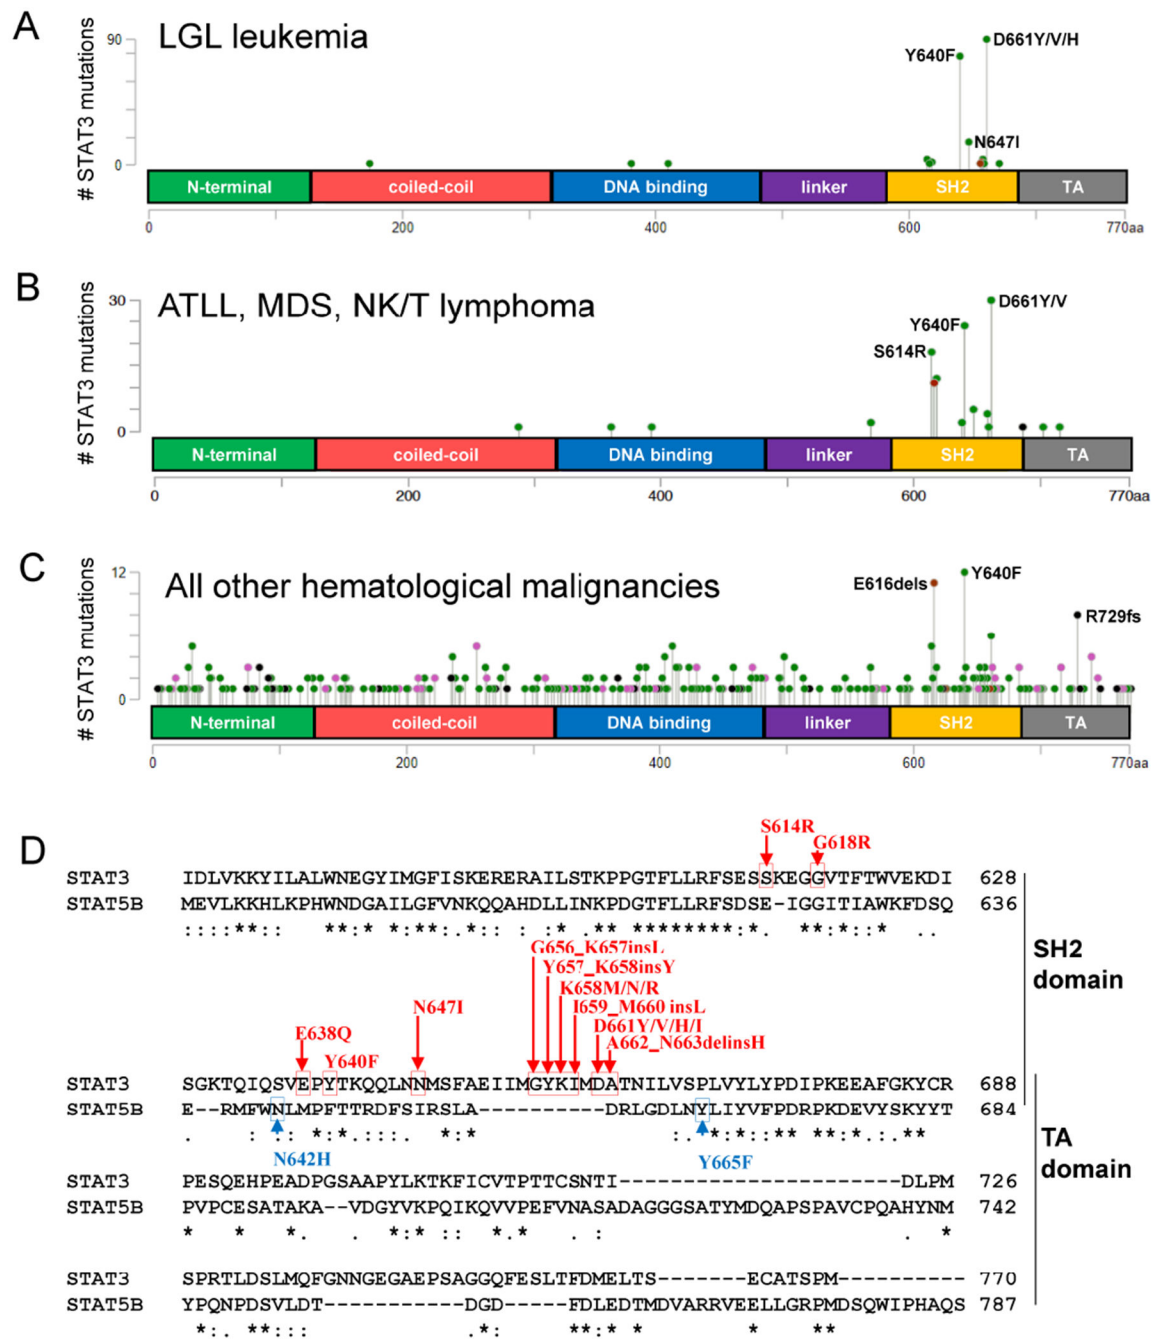 A
LGL leukemia
# STAT3 mutations
90
0
Y640F
D661Y/V/H
N647I
N-terminal coiled-coil DNA binding linker SH2 TA
0 200 400 600 770aa
B
ATLL, MDS, NK/T lymphoma
# STAT3 mutations
30
0
D661Y/V
Y640F
S614R
N-terminal coiled-coil DNA binding linker SH2 TA
0 200 400 600 770aa
C
All other hematological malignancies
# STAT3 mutations
12
0
E616dels
Y640F
R729fs
N-terminal coiled-coil DNA binding linker SH2 TA
0 200 400 600 770aa
D
S614R
G618R
STAT3 IDLVKKYILALWNEGYIMGFISKERERAILSTKPPGTFLLRFSESSKEGGVTFTWVEKDI 628
STAT5B MEVLKKHLKPHWNDGAILGFVNKQQAHDLLINKPDGTFLLRFSDSE-IGGITIAWKFDSQ 636
::::**:: **:* *:**:.:*:. :* .** ******:*. **:*:* ..
G656_K657insL
Y657_K658insY
K658M/N/R
I659_M660 insL
D661Y/V/H/I
A662_N663delinsH
N647I
E638Q
Y640F
SH2 domain
STAT3 SGKTQIQSVEPYTKQQLNNMSFAEIIMGYKIMDATNILVSPLVYLYPDIPKEEAFGKYCR 688
STAT5B E--RMFWNLMPFTTRDFSIRSLA----------DRLGDLNYLIYVFPDRPKDEVYSKYYT 684
. : .: *:*. ::. *:* :. *:*::** **:*.:.**
N642H
Y665F
TA domain
STAT3 PESQEHPEADPGSAAPYLKTKFICVTPTTCSNTI----------------------DLPM 726
STAT5B PVPCESATAKA--VDGYVKPQIKQVVPEFVNASADAGGGSATYMDQAPSPAVCPQAHYNM 742
* * *. . *:* :: *.* . : . *
STAT3 SPRTLDSLMQFGNNGEGAEPSAGGQFESLTFDMELTS-------ECATSPM---------- 770
STAT5B YPQNPDSVLDT-----------DGD-----FDLEDTMDVARRVEELLGRPMDSQWIPHAQS 787
*:. **::: .*: **:* * * **